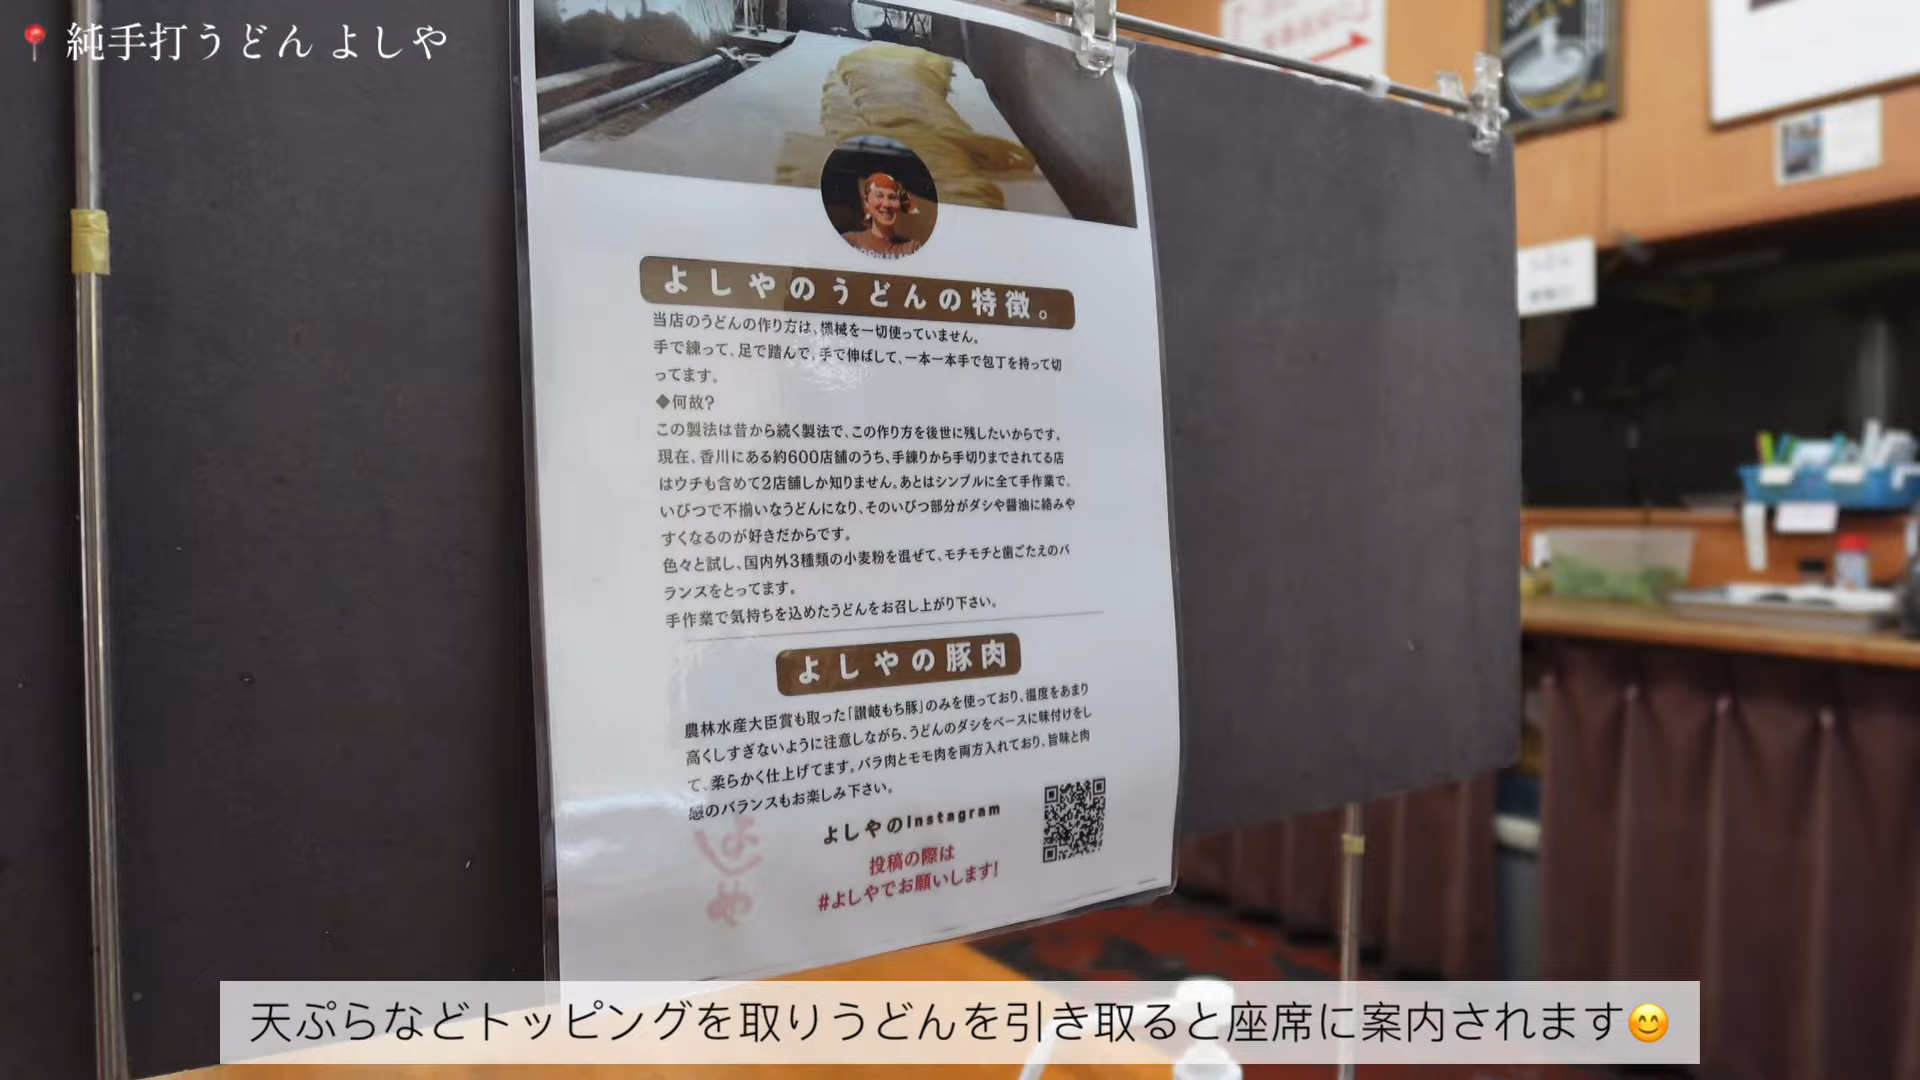 純手打うどん よしや
よしやのうどんの特徴。
当店のうどんの作り方は、機械を一切使っていません。
手で練って、足で踏んで、手で伸ばして、一本一本手で包丁を持って切
ってます。
◆何故?
この製法は昔から続く製法で、この作り方を後世に残したいからです。
現在、香川にある約600店舗のうち、手練りから手切りまでされてる店
はウチも含めて2店舗しか知りません。あとはシンプルに全て手作業で、
いびつで不揃いなうどんになり、そのいびつ部分がダシや醤油に絡みや
すくなるのが好きだからです。
色々と試し、国内外3種類の小麦粉を混ぜて、モチモチと歯ごたえのバ
ランスをとってます。
手作業で気持ちを込めたうどんをお召し上がり下さい。
よしやの豚肉
農林水産大臣賞も取った「讃岐もち豚」のみを使っており、温度をあまり
高くしすぎないように注意しながら、うどんのダシをベースに味付けをし
て、柔らかく仕上げてます。バラ肉とモモ肉を両方入れており、旨味と肉
感のバランスもお楽しみ下さい。
よしや
よしやのInstagram
投稿の際は
#よしやでお願いします!
天ぷらなどトッピングを取りうどんを引き取ると座席に案内されます😊